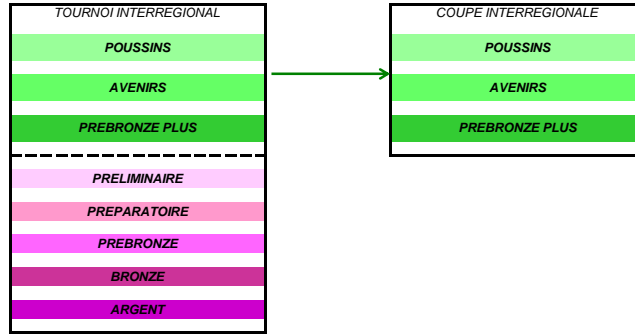 TOURNOI INTERREGIONAL
POUSSINS
AVENIRS
PREBRONZE PLUS
PRELIMINAIRE
PREPARATOIRE
PREBRONZE
BRONZE
ARGENT
COUPE INTERREGIONALE
POUSSINS
AVENIRS
PREBRONZE PLUS